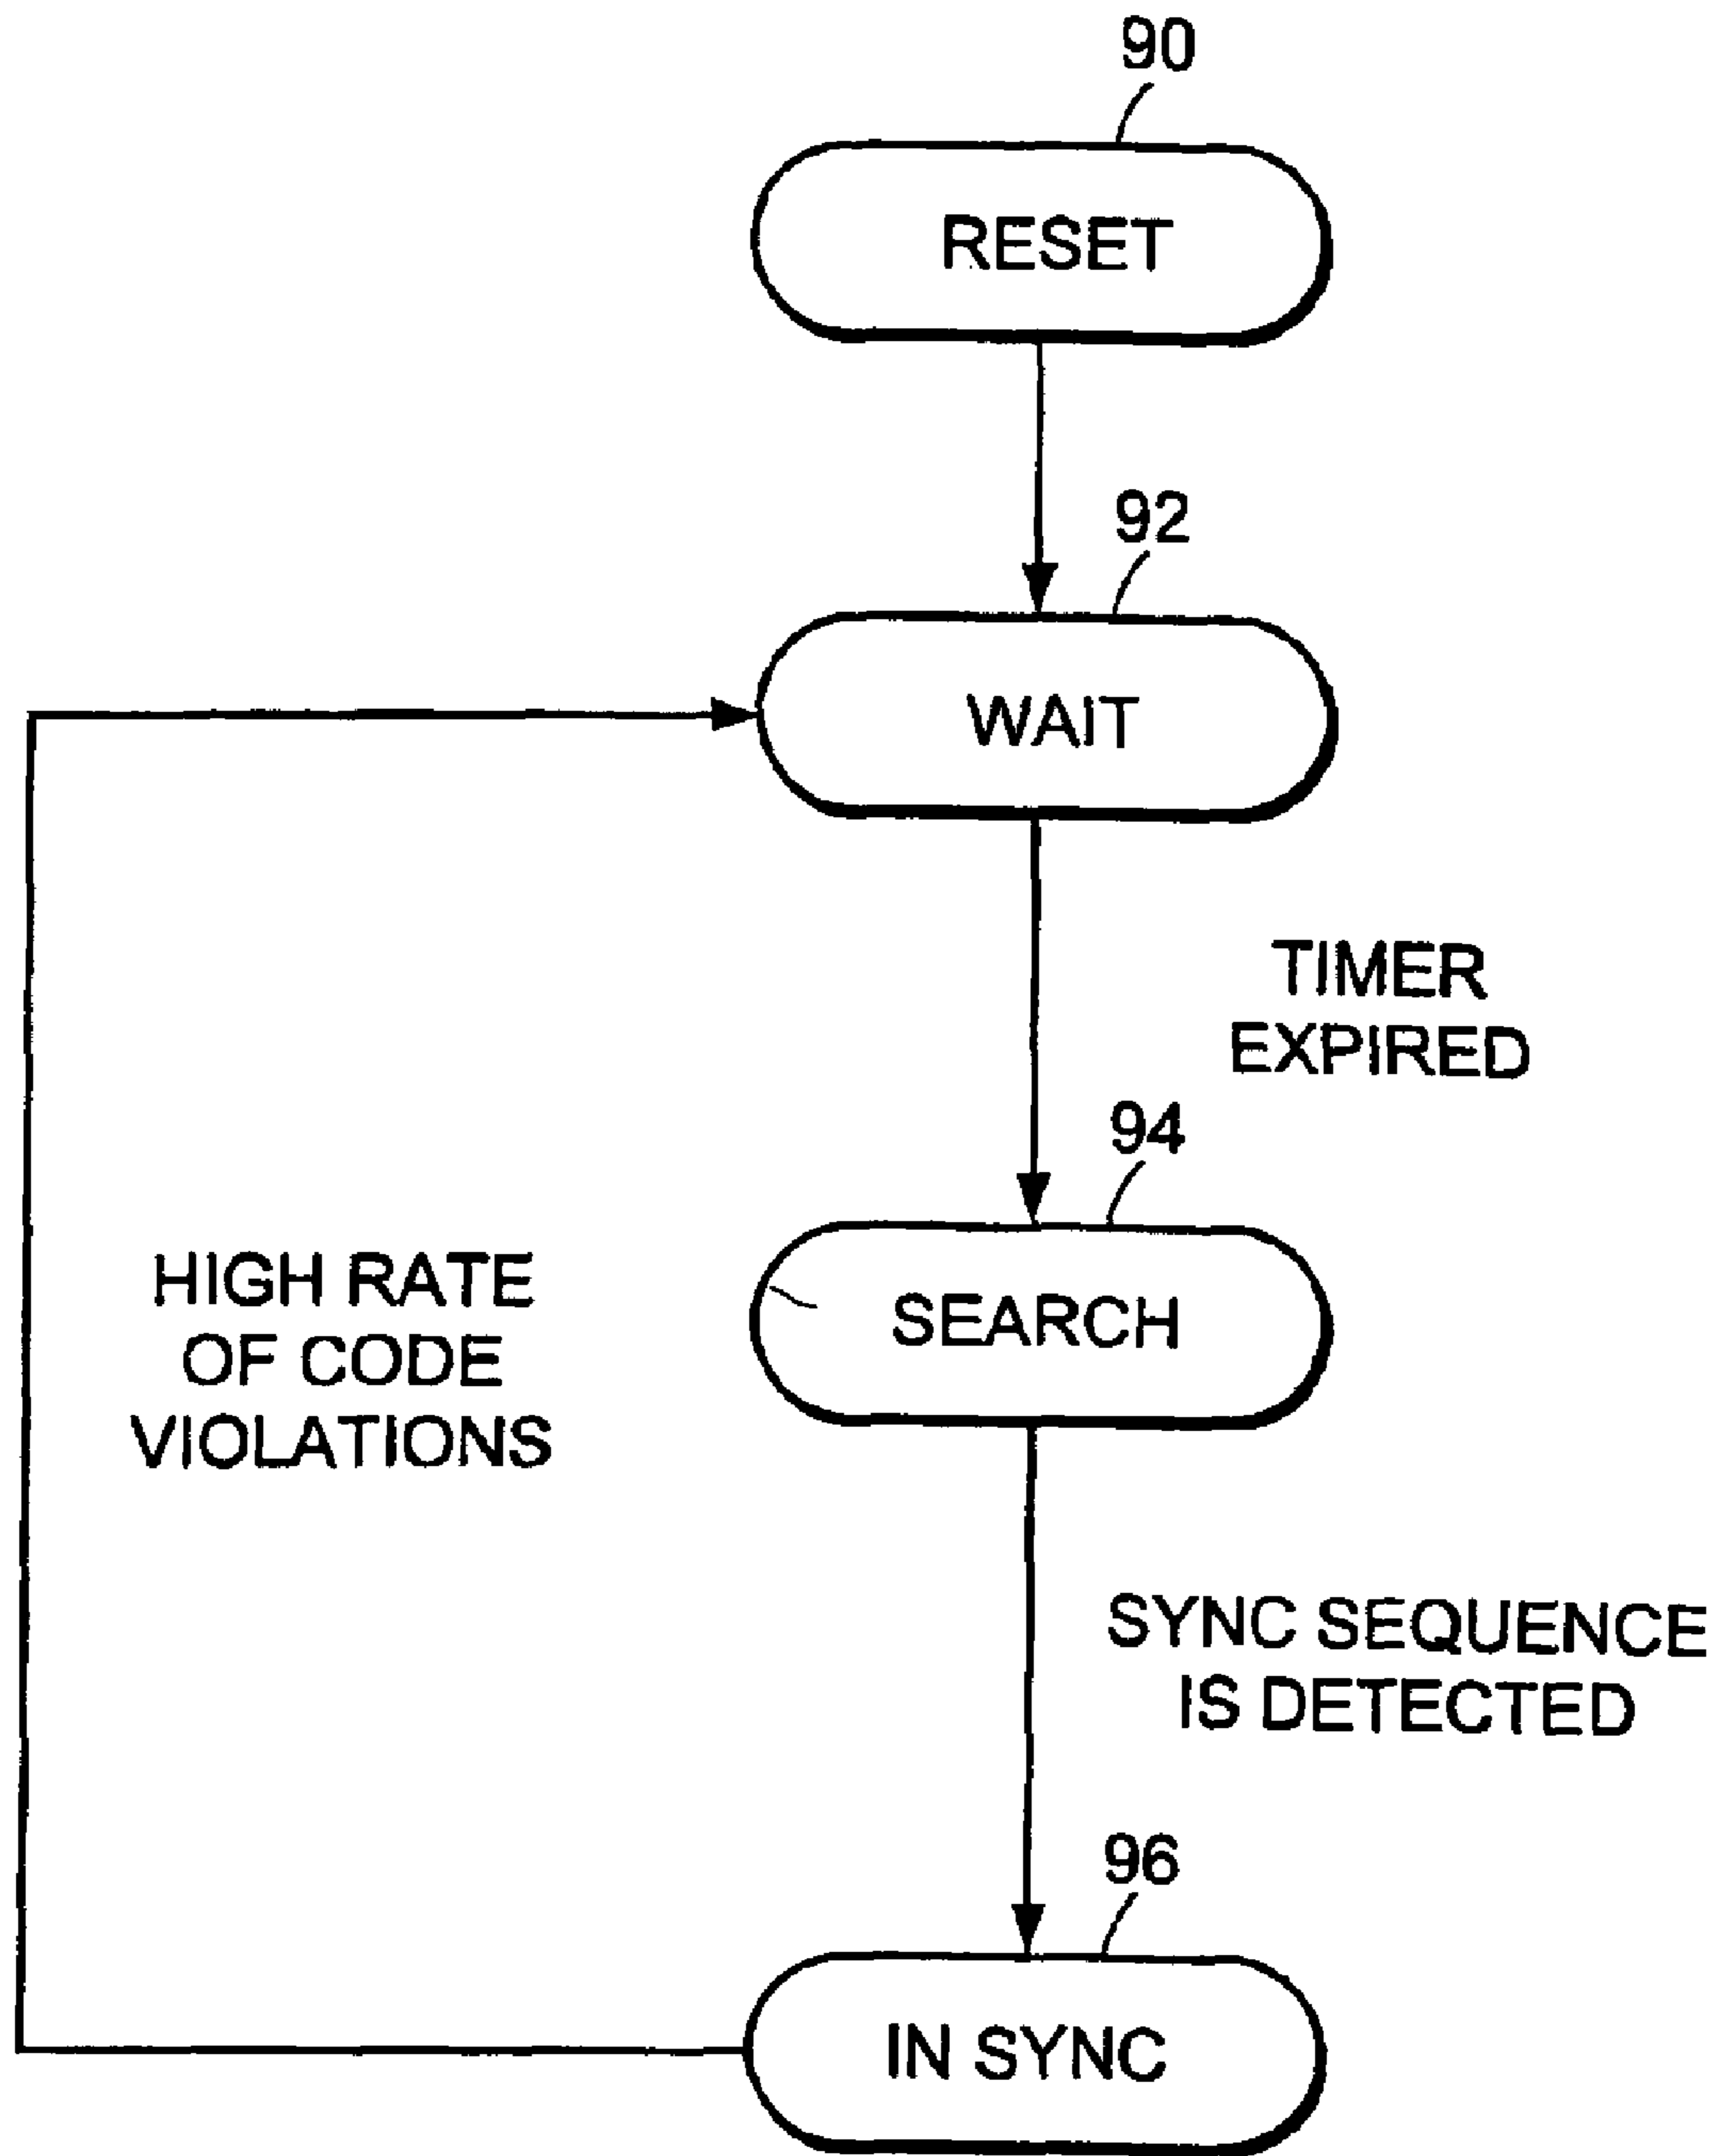 90
RESET
92
WAIT
TIMER
EXPIRED
94
HIGH RATE
OF CODE
VIOLATIONS
SEARCH
SYNC SEQUENCE
IS DETECTED
96
IN SYNC